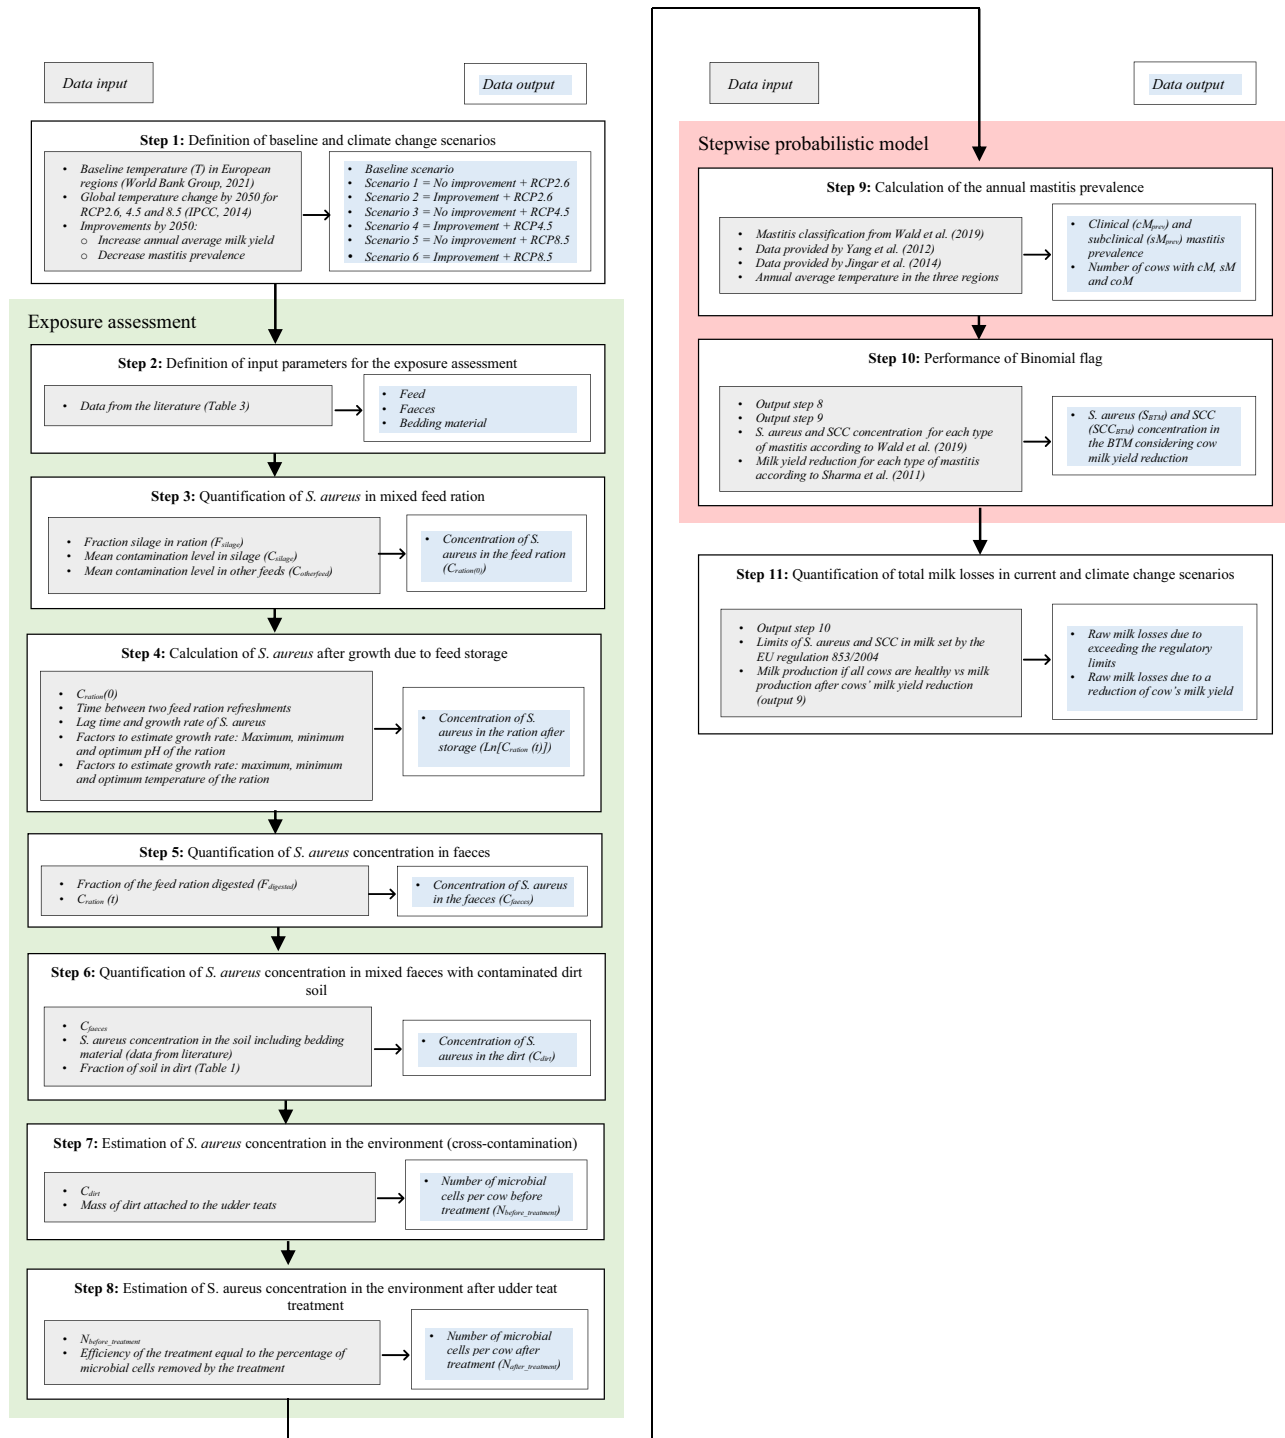 Data input
Data output
Step 1: Definition of baseline and climate change scenarios
• Baseline temperature (T) in European
regions (World Bank Group, 2021)
• Global temperature change by 2050 for
RCP2.6, 4.5 and 8.5 (IPCC, 2014)
• Improvements by 2050:
o Increase annual average milk yield
o Decrease mastitis prevalence
• Baseline scenario
• Scenario 1 = No improvement + RCP2.6
• Scenario 2 = Improvement + RCP2.6
• Scenario 3 = No improvement + RCP4.5
• Scenario 4 = Improvement + RCP4.5
• Scenario 5 = No improvement + RCP8.5
• Scenario 6 = Improvement + RCP8.5
Exposure assessment
Step 2: Definition of input parameters for the exposure assessment
• Data from the literature (Table 3)
• Feed
• Faeces
• Bedding material
Step 3: Quantification of S. aureus in mixed feed ration
• Fraction silage in ration (Fsilage)
• Mean contamination level in silage (Csilage)
• Mean contamination level in other feeds (Cotherfeed)
• Concentration of S.
aureus in the feed ration
(Cration(0))
Step 4: Calculation of S. aureus after growth due to feed storage
• Cration(0)
• Time between two feed ration refreshments
• Lag time and growth rate of S. aureus
• Factors to estimate growth rate: Maximum, minimum
and optimum pH of the ration
• Factors to estimate growth rate: maximum, minimum
and optimum temperature of the ration
• Concentration of S.
aureus in the ration after
storage (Ln[Cration (t)])
Step 5: Quantification of S. aureus concentration in faeces
• Fraction of the feed ration digested (Fdigested)
• Cration (t)
• Concentration of S. aureus
in the faeces (Cfaeces)
Step 6: Quantification of S. aureus concentration in mixed faeces with contaminated dirt
soil
• Cfaeces
• S. aureus concentration in the soil including bedding
material (data from literature)
• Fraction of soil in dirt (Table 1)
• Concentration of S.
aureus in the dirt (Cdirt)
Step 7: Estimation of S. aureus concentration in the environment (cross-contamination)
• Cdirt
• Mass of dirt attached to the udder teats
• Number of microbial
cells per cow before
treatment (Nbefore_treatment)
Step 8: Estimation of S. aureus concentration in the environment after udder teat
treatment
• Nbefore_treatment
• Efficiency of the treatment equal to the percentage of
microbial cells removed by the treatment
• Number of microbial
cells per cow after
treatment (Nafter_treatment)
Data input
Data output
Stepwise probabilistic model
Step 9: Calculation of the annual mastitis prevalence
• Mastitis classification from Wald et al. (2019)
• Data provided by Yang et al. (2012)
• Data provided by Jingar et al. (2014)
• Annual average temperature in the three regions
• Clinical (cMprev) and
subclinical (sMprev) mastitis
prevalence
• Number of cows with cM, sM
and coM
Step 10: Performance of Binomial flag
• Output step 8
• Output step 9
• S. aureus and SCC concentration for each type
of mastitis according to Wald et al. (2019)
• Milk yield reduction for each type of mastitis
according to Sharma et al. (2011)
• S. aureus (SBTM) and SCC
(SCCBTM) concentration in
the BTM considering cow
milk yield reduction
Step 11: Quantification of total milk losses in current and climate change scenarios
• Output step 10
• Limits of S. aureus and SCC in milk set by the
EU regulation 853/2004
• Milk production if all cows are healthy vs milk
production after cows’ milk yield reduction
(output 9)
• Raw milk losses due to
exceeding the regulatory
limits
• Raw milk losses due to a
reduction of cow’s milk yield